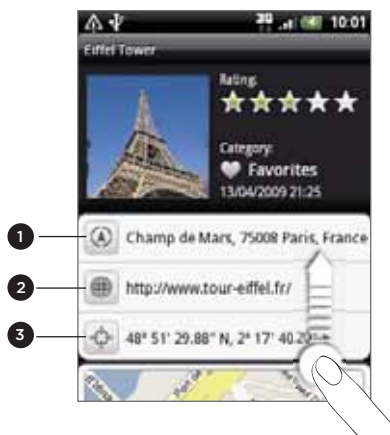 3G 10:01
Eiffel Tower
Rating:
Category:
Favorites
13/04/2009 21:25
1 Champ de Mars, 75008 Paris, France
2 http://www.tour-eiffel.fr/
3 48° 51' 29.88" N, 2° 17' 40.20"